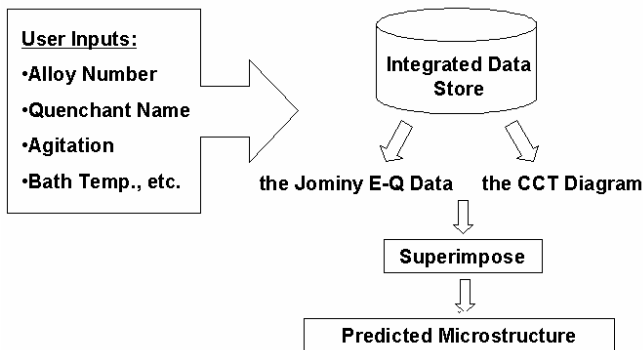 User Inputs:
•Alloy Number
•Quenchant Name
•Agitation
•Bath Temp., etc.
Integrated Data
Store
the Jominy E-Q Data
the CCT Diagram
Superimpose
Predicted Microstructure